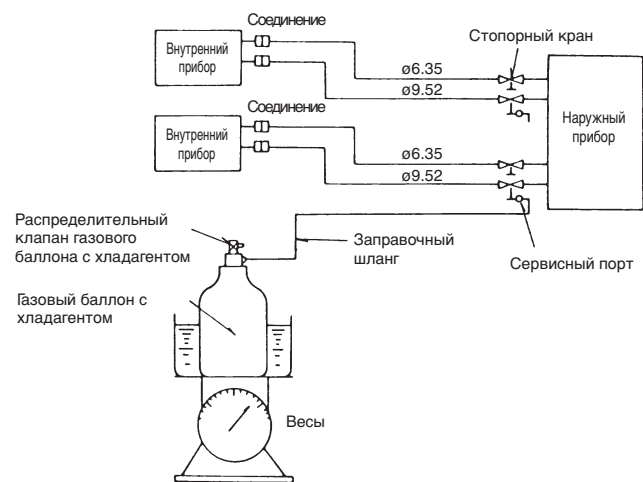 Соединение
Стопорный кран
Внутренний
прибор
ø6.35
ø9.52
Наружный
прибор
Соединение
Внутренний
прибор
ø6.35
ø9.52
Распределительный
клапан газового
баллона с хладагентом
Заправочный
шланг
Сервисный порт
Газовый баллон с
хладагентом
Весы